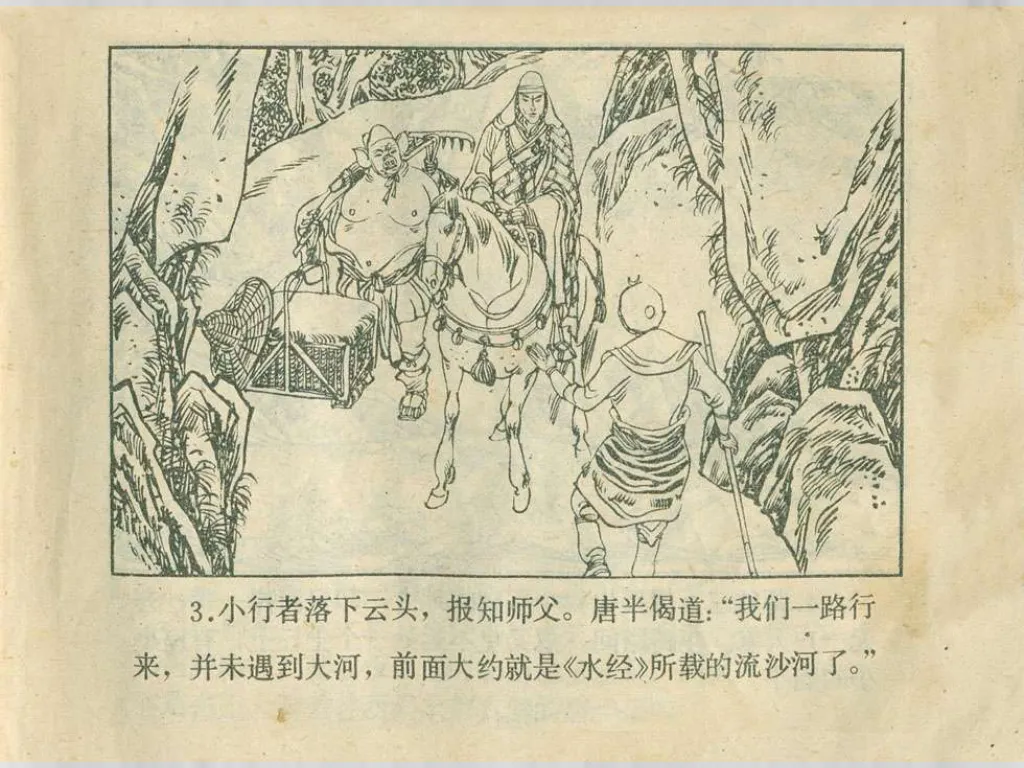 3.小行者落下云头，报知师父。唐半偈道：“我们一路行
来，并未遇到大河，前面大约就是《水经》所载的流沙河了。”